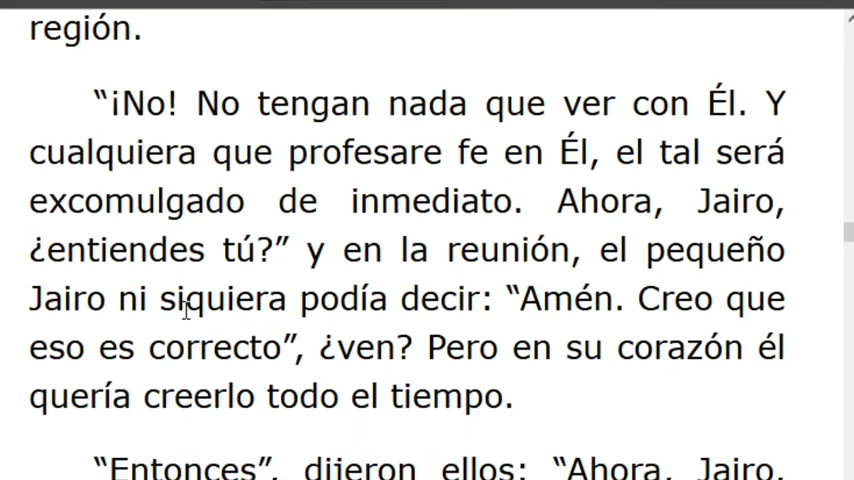 región.
“¡No! No tengan nada que ver con Él. Y
cualquiera que profesare fe en Él, el tal será
excomulgado de inmediato. Ahora, Jairo,
¿entiendes tú?” y en la reunión, el pequeño
Jairo ni siquiera podía decir: “Amén. Creo que
eso es correcto”, ¿ven? Pero en su corazón él
quería creerlo todo el tiempo.
“Entonces”, dijeron ellos: “Ahora, Jairo,